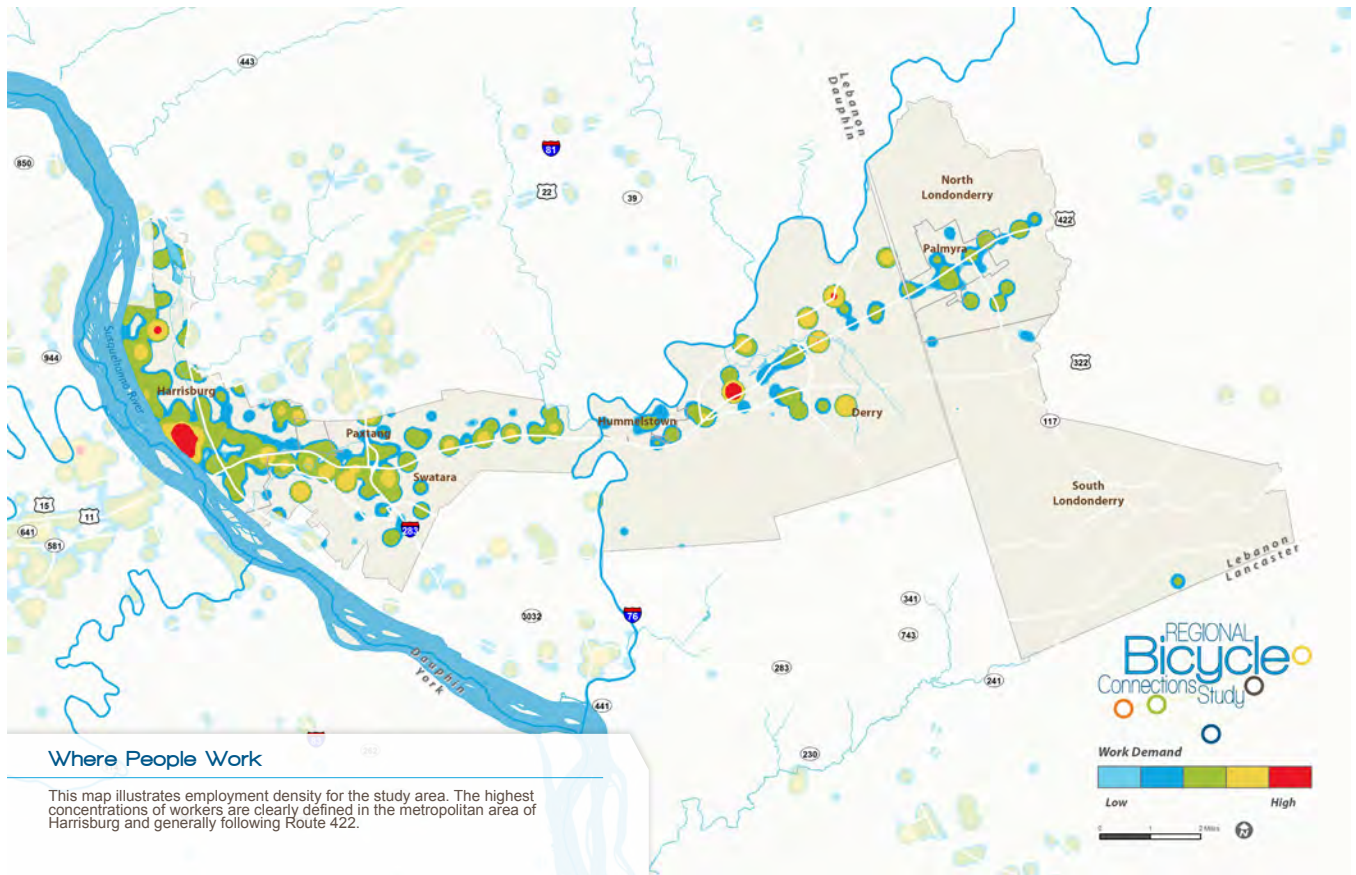 443
Lebanon
Dauphin
850
81
22
39
North
Londonderry
422
Palmyra
Susquehanna River
944
Harrisburg
322
Paxtang
Hummelstown
Derry
117
Swatara
South
Londonderry
15
11
641
581
283
Lebanon
Lancaster
3032
76
341
743
Dauphin
York
283
241
441
230
REGIONAL
Bicycle
Connections Study
Where People Work
This map illustrates employment density for the study area. The highest
concentrations of workers are clearly defined in the metropolitan area of
Harrisburg and generally following Route 422.
Work Demand
Low High
0 1 2 Miles
N